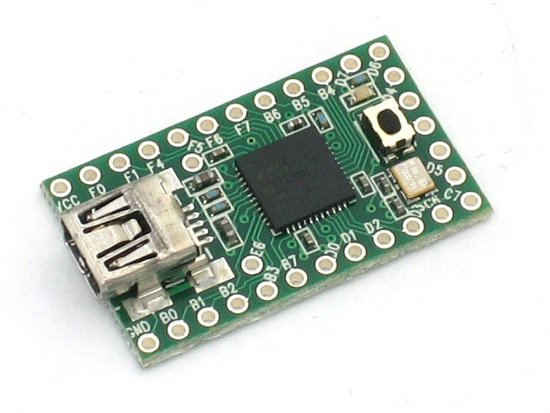 VCC F0 F1 F4 F5 F6 F7 B6 B5 B4 D7 D6
E6
D5
GND B0 B1 B2 B3 B7 D0 D1 D2 D3 C6 C7